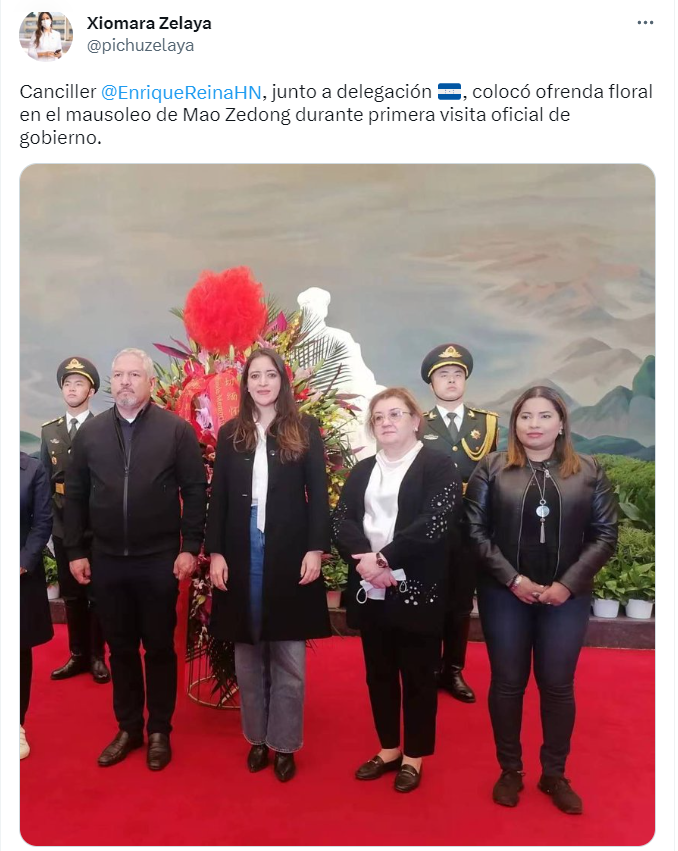 Xiomara Zelaya
@pichuzelaya
Canciller @EnriqueReinaHN, junto a delegación 🇭🇳, colocó ofrenda floral
en el mausoleo de Mao Zedong durante primera visita oficial de
gobierno.